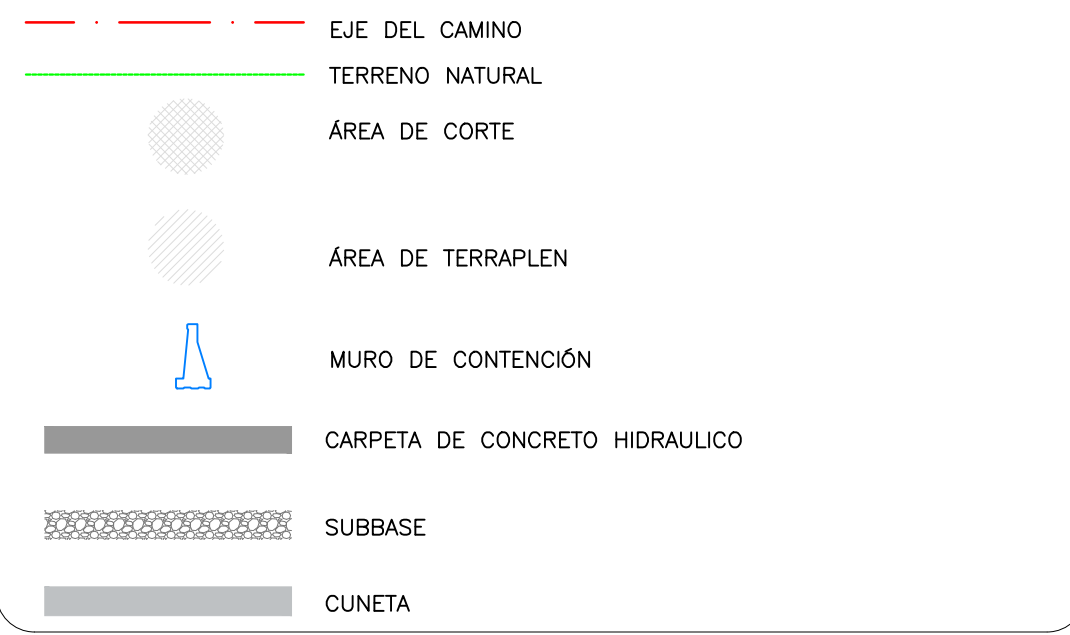 EJE DEL CAMINO
TERRENO NATURAL
ÁREA DE CORTE
ÁREA DE TERRAPLEN
MURO DE CONTENCIÓN
CARPETA DE CONCRETO HIDRAULICO
SUBBASE
CUNETA